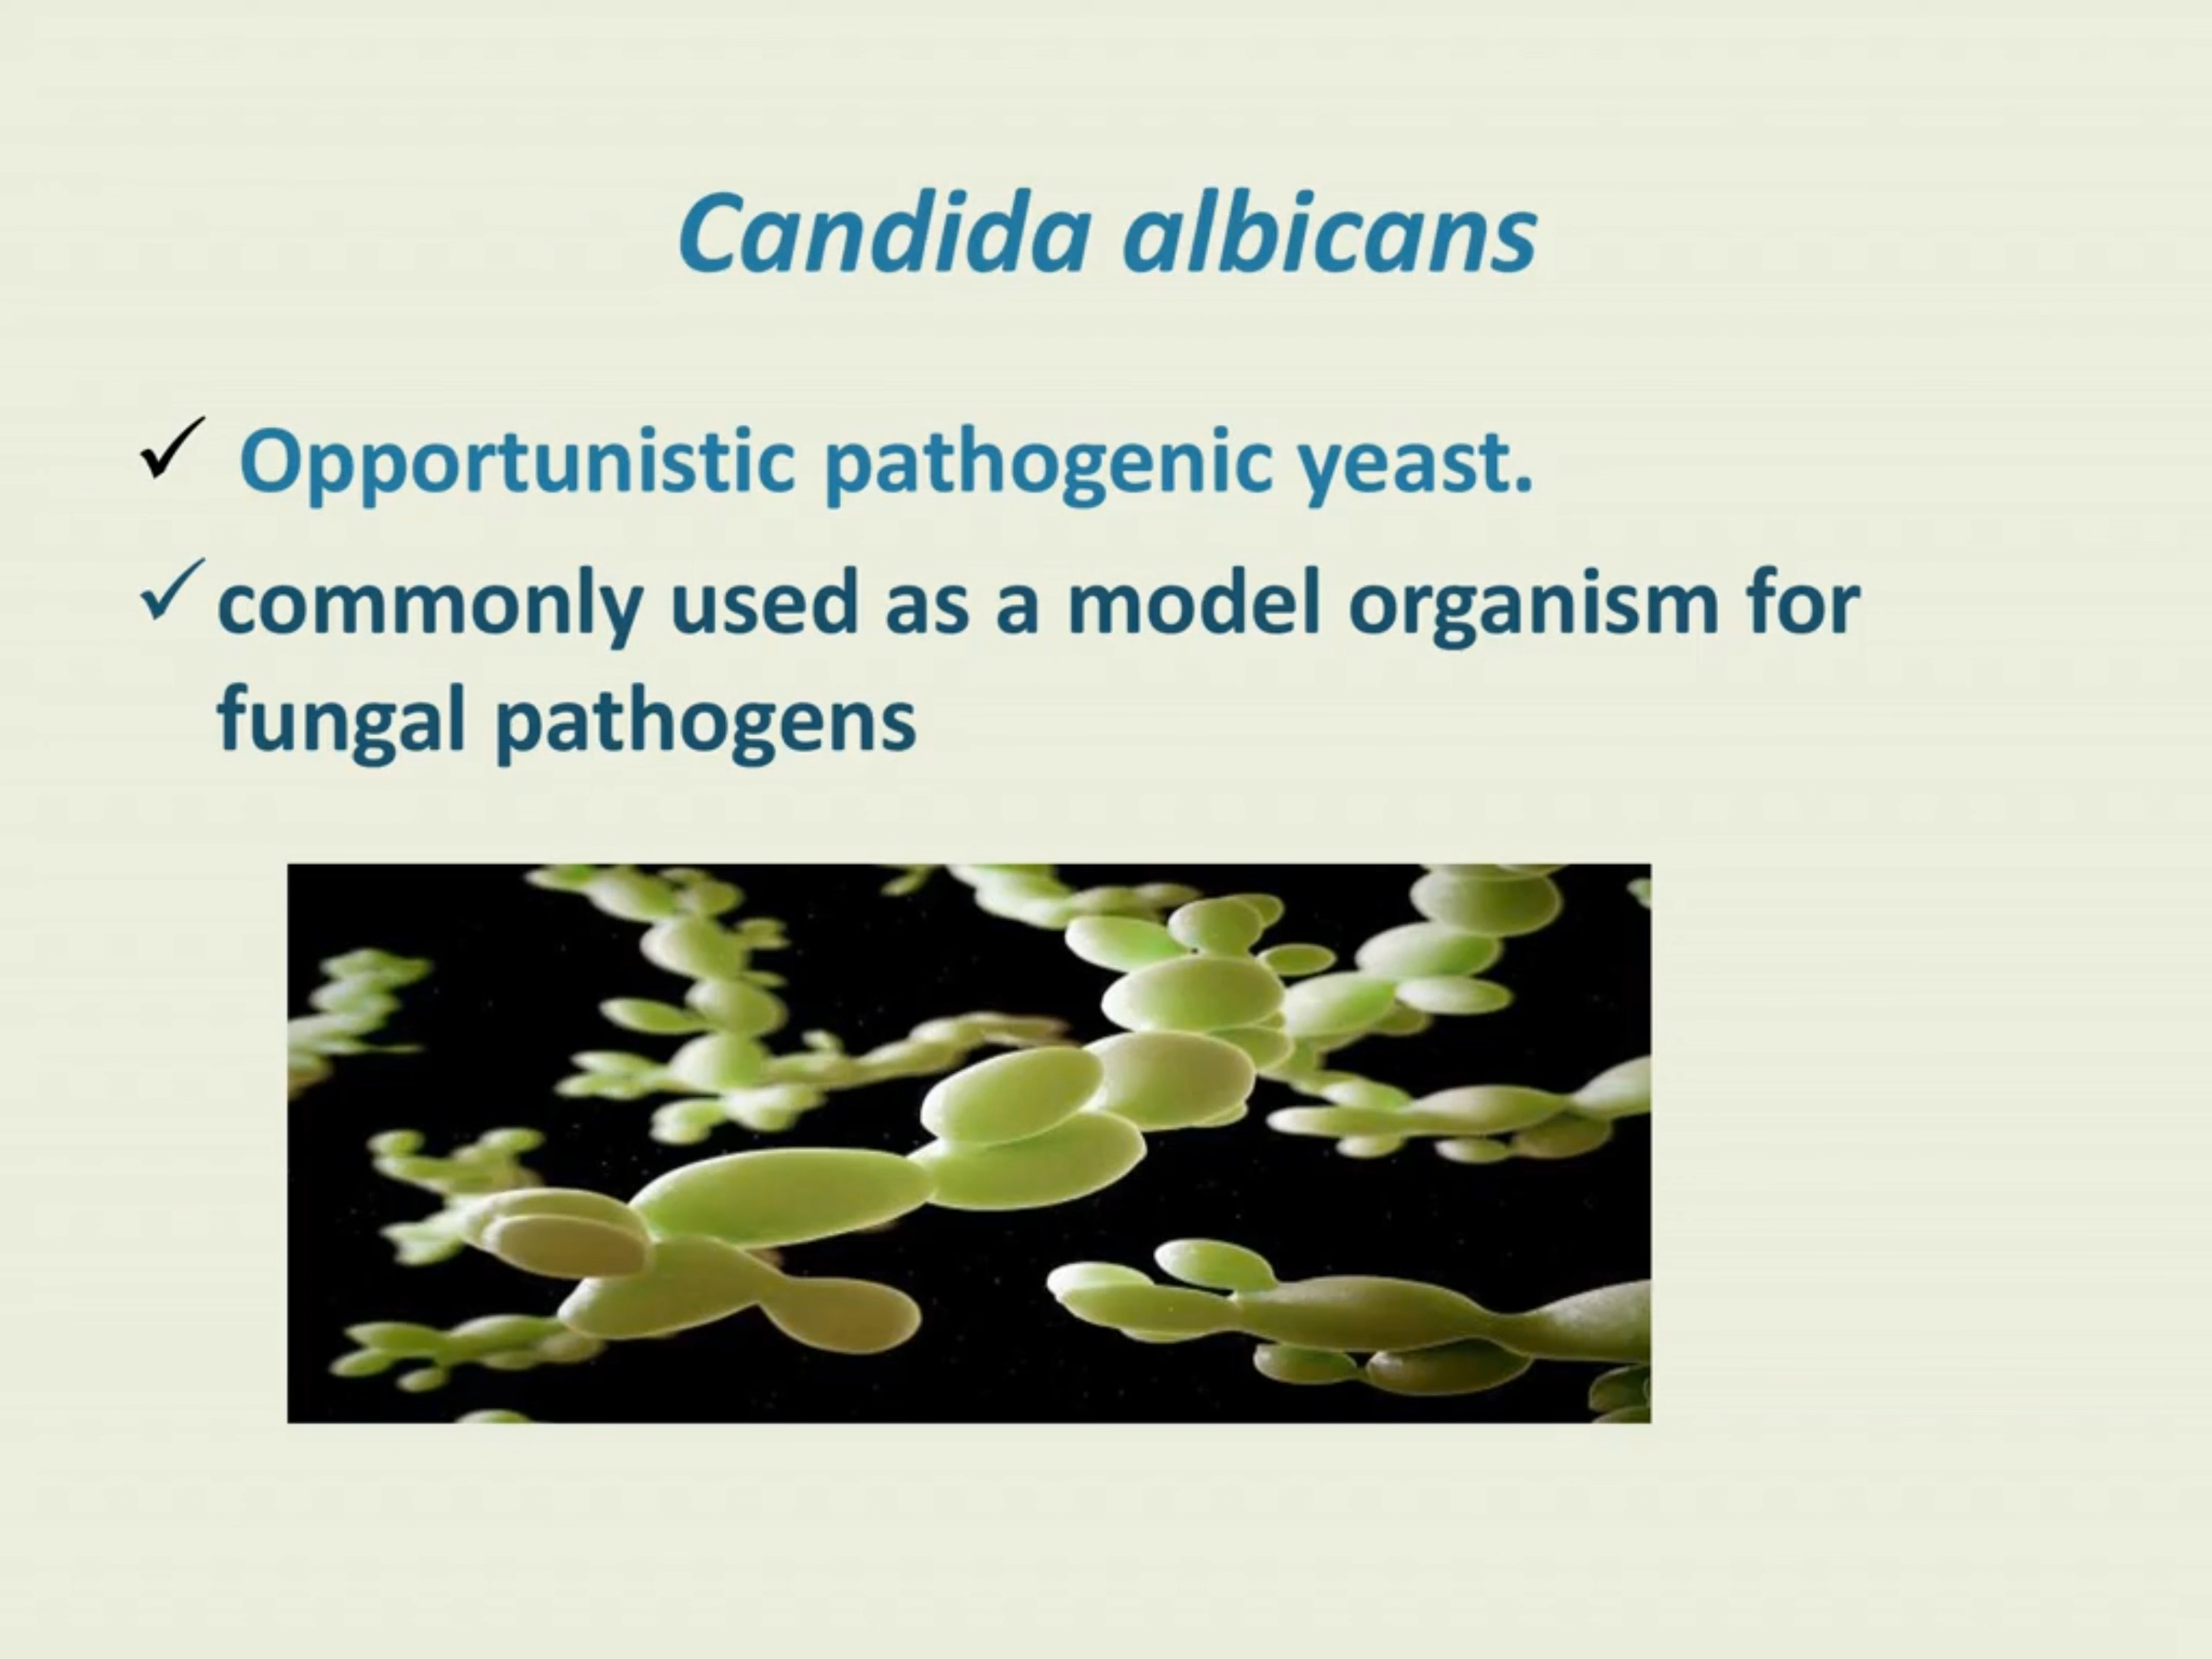 Candida albicans
✓ Opportunistic pathogenic yeast.
✓ commonly used as a model organism for
fungal pathogens